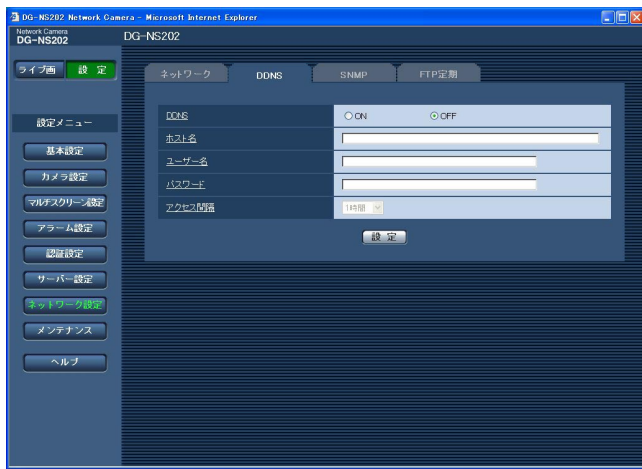 DG-NS202 Network Camera - Microsoft Internet Explorer
Network Camera
DG-NS202
DG-NS202
ライブ画
設 定
設定メニュー
基本設定
カメラ設定
マルチスクリーン設定
アラーム設定
認証設定
サーバー設定
ネットワーク設定
メンテナンス
ヘルプ
ネットワーク
DDNS
SNMP
FTP定期
DDNS
ON
OFF
ホスト名
ユーザー名
パスワード
アクセス間隔
1時間
設 定